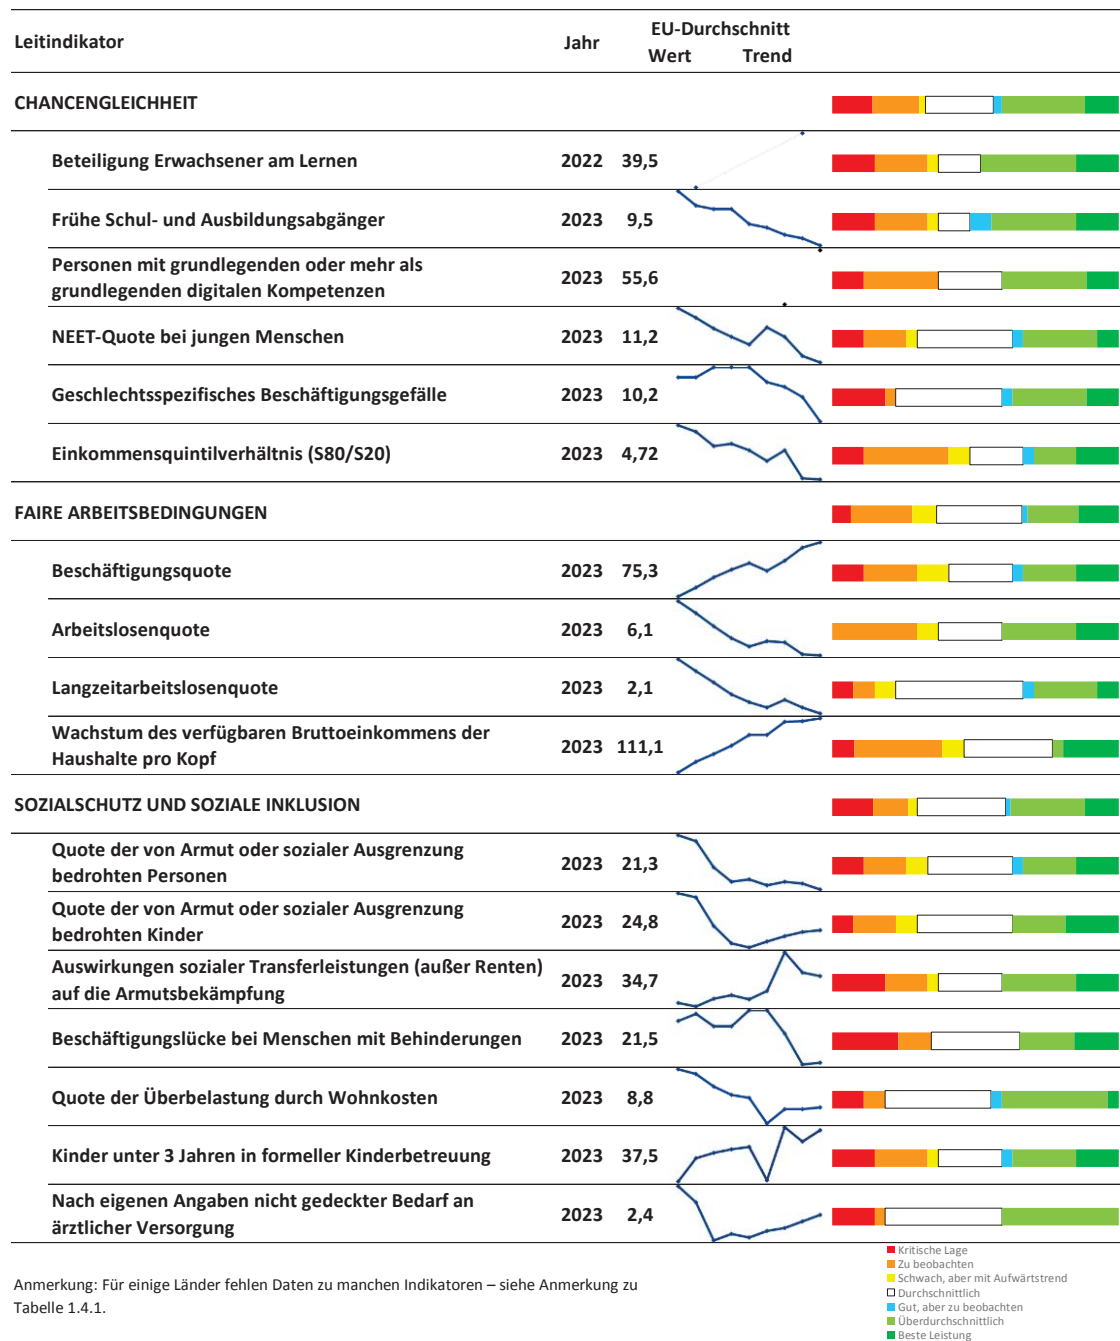 Leitindikator Jahr EU-Durchschnitt
Wert Trend
CHANCENGLEICHHEIT
Beteiligung Erwachsener am Lernen 2022 39,5
Frühe Schul- und Ausbildungsabgänger 2023 9,5
Personen mit grundlegenden oder mehr als
grundlegenden digitalen Kompetenzen 2023 55,6
NEET-Quote bei jungen Menschen 2023 11,2
Geschlechtsspezifisches Beschäftigungsgefälle 2023 10,2
Einkommensquintilverhältnis (S80/S20) 2023 4,72
FAIRE ARBEITSBEDINGUNGEN
Beschäftigungsquote 2023 75,3
Arbeitslosenquote 2023 6,1
Langzeitarbeitslosenquote 2023 2,1
Wachstum des verfügbaren Bruttoeinkommens der
Haushalte pro Kopf 2023 111,1
SOZIALSCHUTZ UND SOZIALE INKLUSION
Quote der von Armut oder sozialer Ausgrenzung
bedrohten Personen 2023 21,3
Quote der von Armut oder sozialer Ausgrenzung
bedrohten Kinder 2023 24,8
Auswirkungen sozialer Transferleistungen (außer Renten)
auf die Armutsbekämpfung 2023 34,7
Beschäftigungslücke bei Menschen mit Behinderungen 2023 21,5
Quote der Überbelastung durch Wohnkosten 2023 8,8
Kinder unter 3 Jahren in formeller Kinderbetreuung 2023 37,5
Nach eigenen Angaben nicht gedeckter Bedarf an
ärztlicher Versorgung 2023 2,4
Anmerkung: Für einige Länder fehlen Daten zu manchen Indikatoren – siehe Anmerkung zu
Tabelle 1.4.1.
Kritische Lage
Zu beobachten
Schwach, aber mit Aufwärtstrend
Durchschnittlich
Gut, aber zu beobachten
Überdurchschnittlich
Beste Leistung